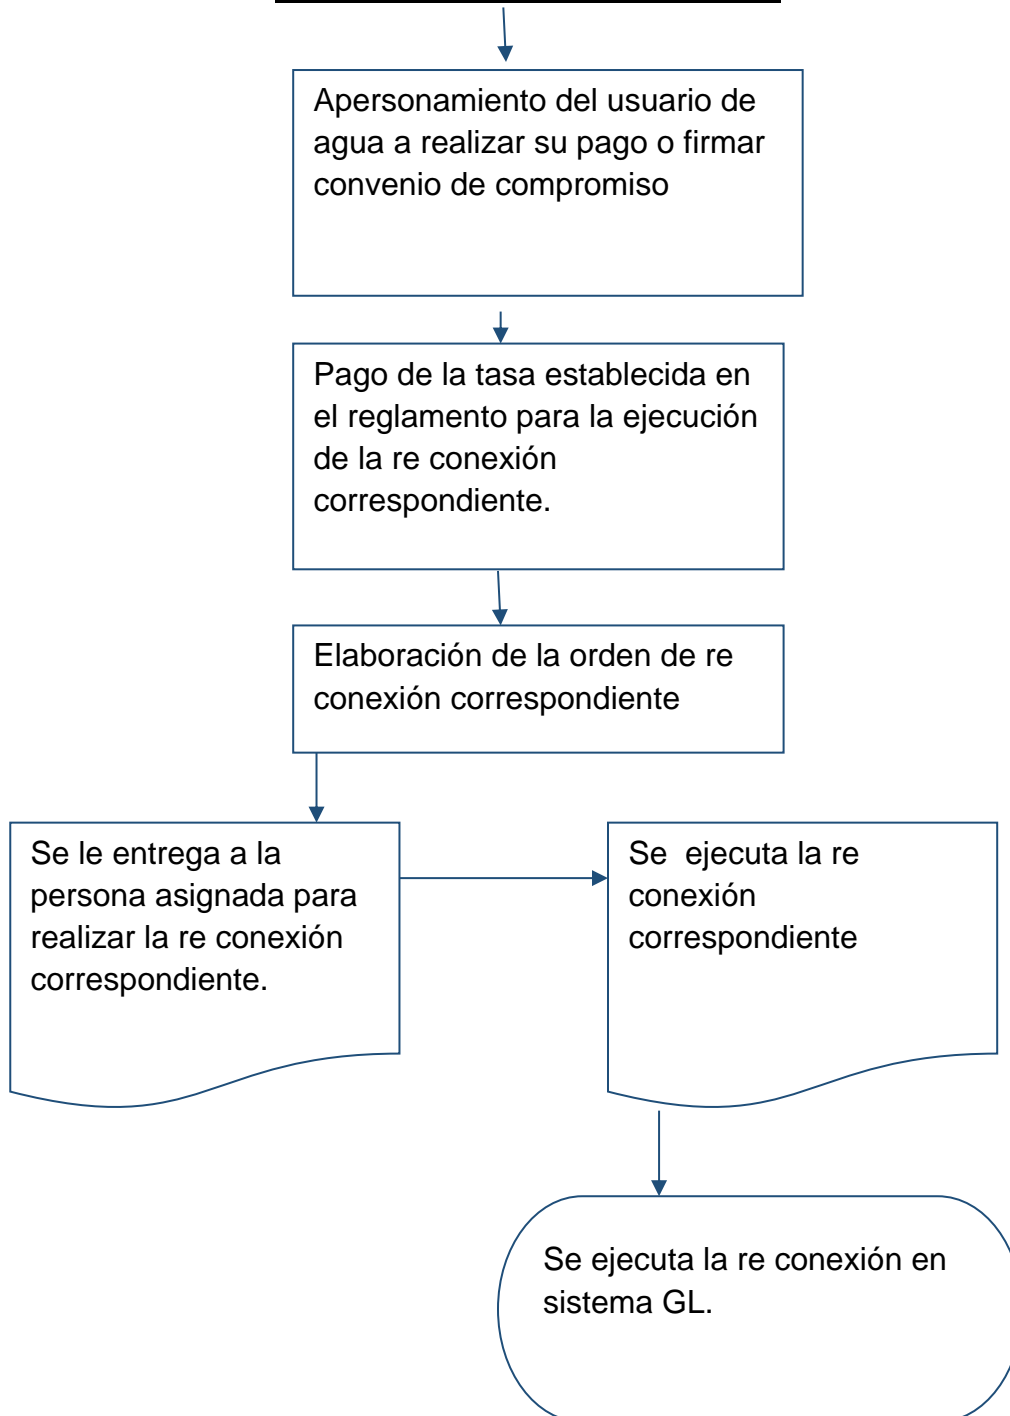 Apersonamiento del usuario de
agua a realizar su pago o firmar
convenio de compromiso
Pago de la tasa establecida en
el reglamento para la ejecución
de la re conexión
correspondiente.
Elaboración de la orden de re
conexión correspondiente
Se le entrega a la
persona asignada para
realizar la re conexión
correspondiente.
Se  ejecuta la re
conexión
correspondiente
Se ejecuta la re conexión en
sistema GL.